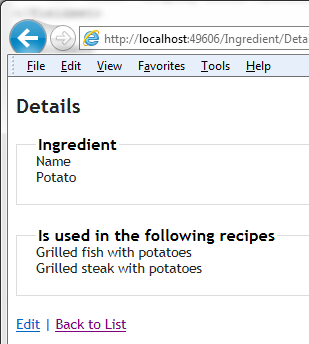 http://localhost:49606/Ingredient/Detai
File Edit View Favorites Tools Help
Details
Ingredient
Name
Potato
Is used in the following recipes
Grilled fish with potatoes
Grilled steak with potatoes
Edit | Back to List